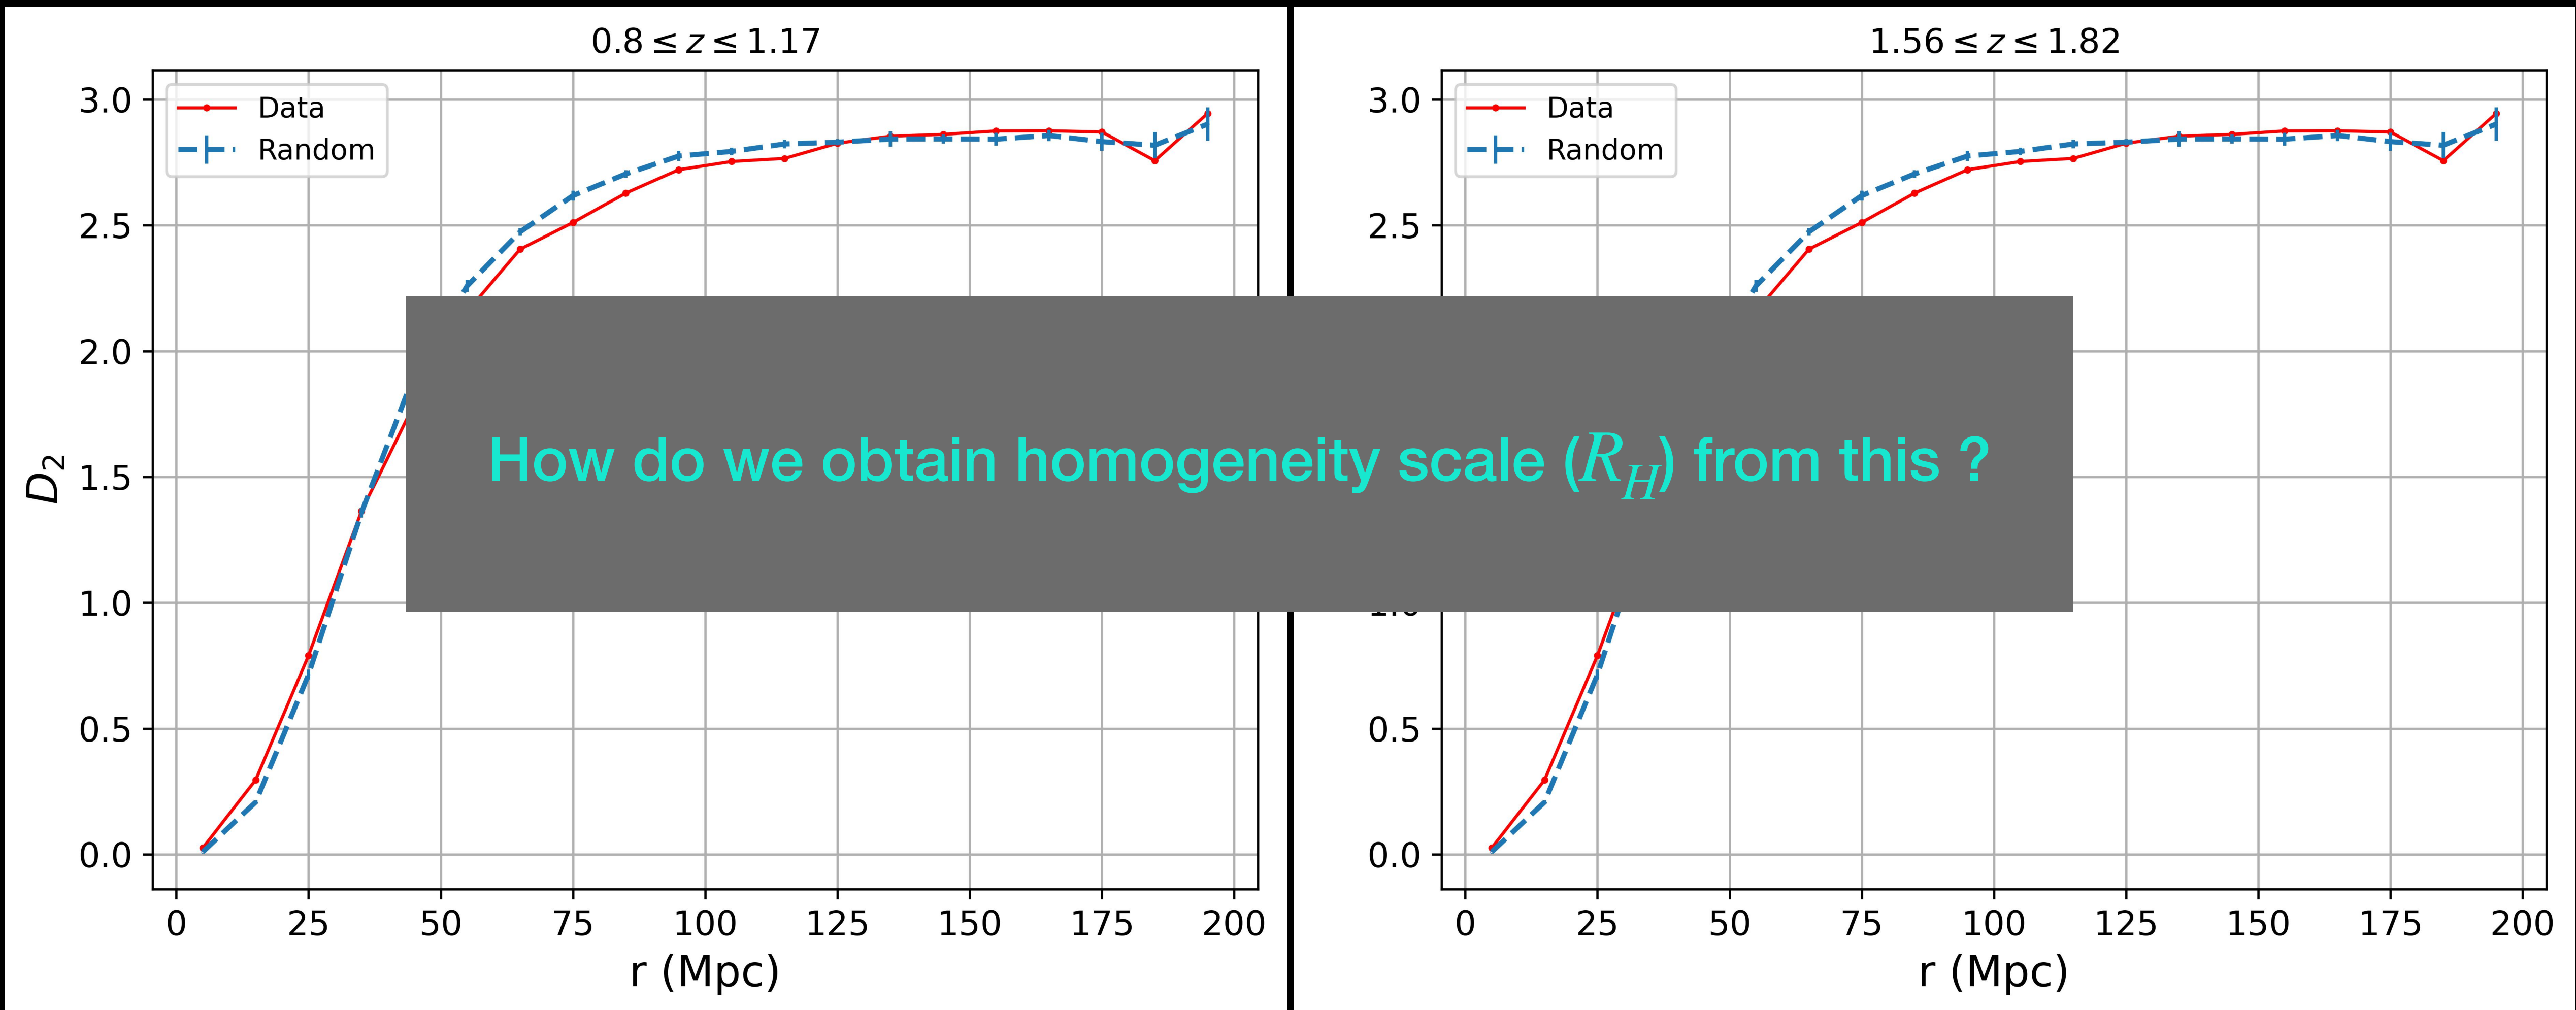 0.8 ≤ z ≤ 1.17
Data
Random
3.0
2.5
2.0
1.5
1.0
0.5
0.0
D₂
0 25 50 75 100 125 150 175 200
r (Mpc)
1.56 ≤ z ≤ 1.82
Data
Random
3.0
2.5
0.5
0.0
0 25 50 75 100 125 150 175 200
r (Mpc)
How do we obtain homogeneity scale (R_H) from this ?